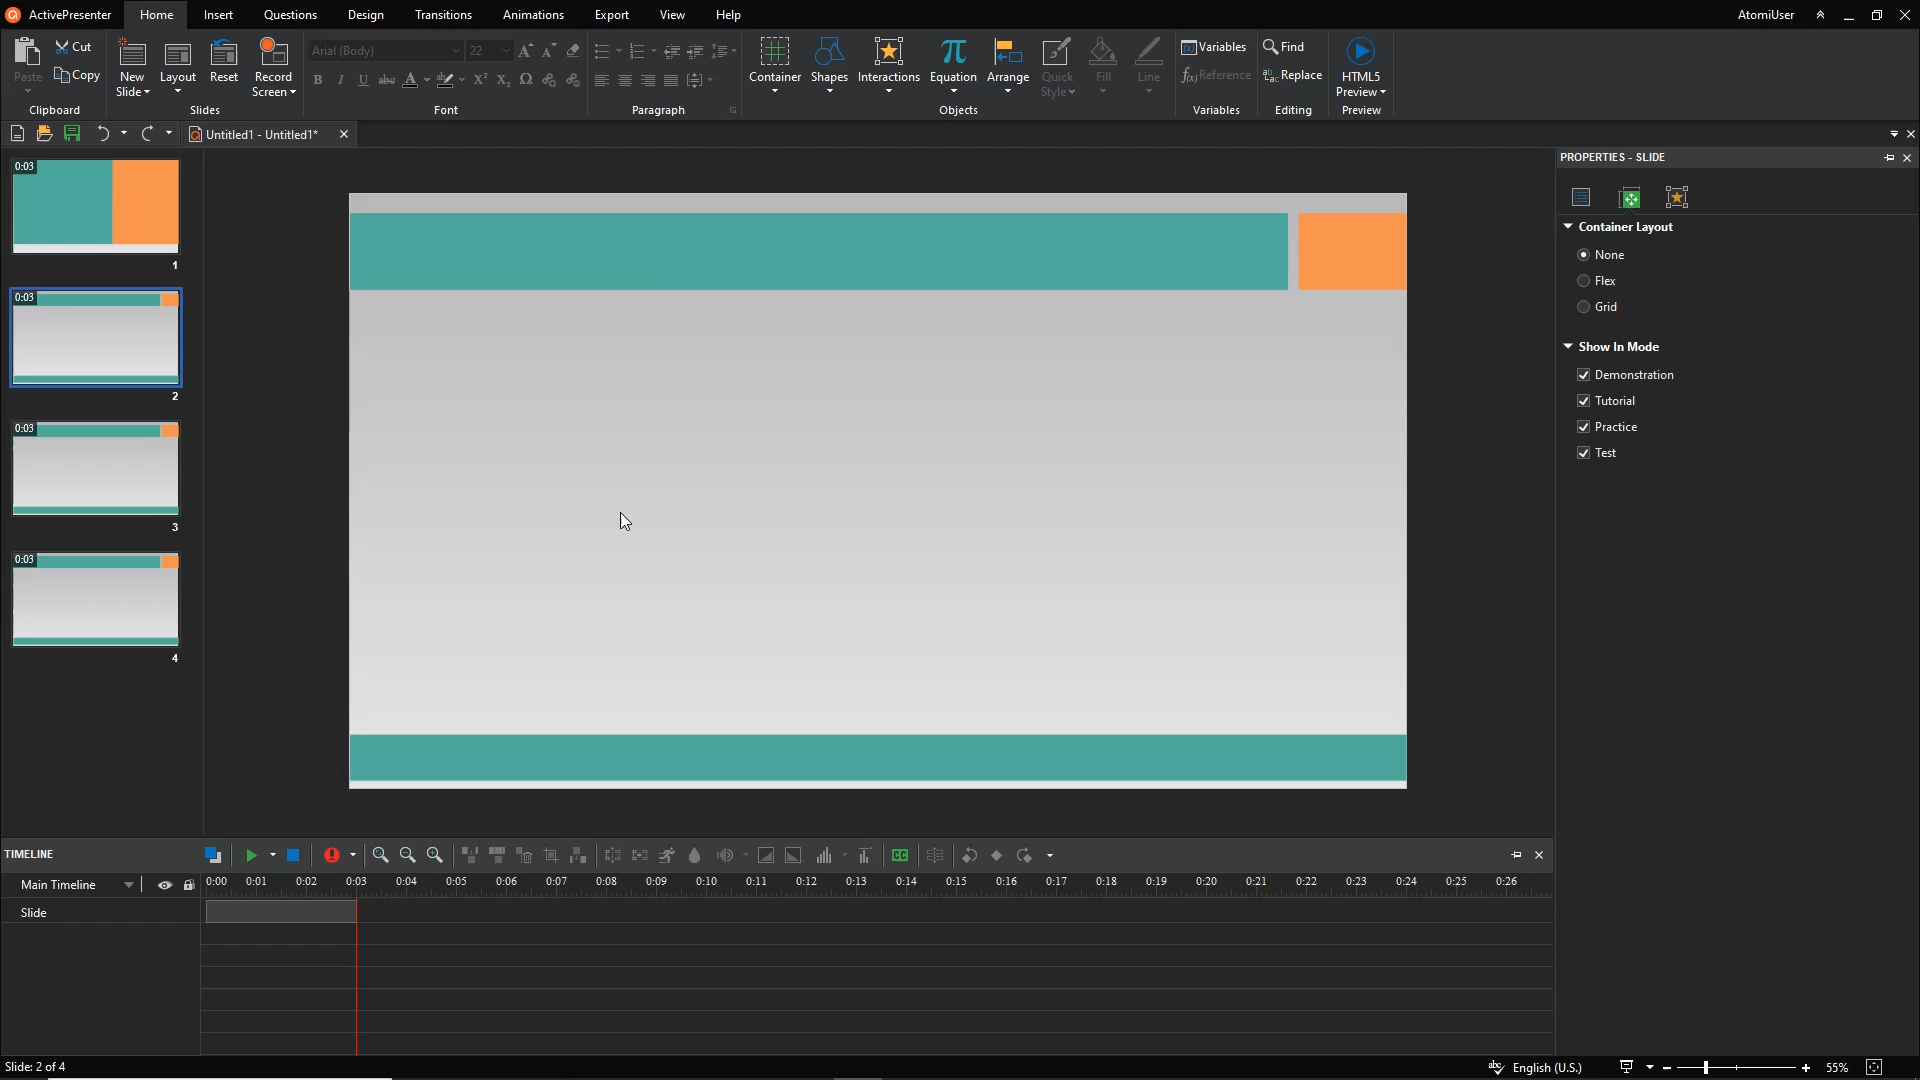 ActivePresenter Home Insert Questions Design Transitions Animations Export View Help AtomiUser
Paste Cut Copy
Clipboard
New Slide Layout Reset Record Screen
Slides
Arial (Body) 22
B I U abc A X² X₂ Ω
Font
Paragraph
Container Shapes Interactions Equation Arrange Quick Style Fill Line
Objects
Variables
Reference
Variables
Find
Replace
Editing
HTML5 Preview
Preview
Untitled1 - Untitled1*
PROPERTIES - SLIDE
0:03
1
0:03
2
0:03
3
0:03
4
Container Layout
None
Flex
Grid
Show In Mode
Demonstration
Tutorial
Practice
Test
TIMELINE
CC
Main Timeline
0:00 0:01 0:02 0:03 0:04 0:05 0:06 0:07 0:08 0:09 0:10 0:11 0:12 0:13 0:14 0:15 0:16 0:17 0:18 0:19 0:20 0:21 0:22 0:23 0:24 0:25 0:26
Slide
Slide: 2 of 4
English (U.S.)
55%